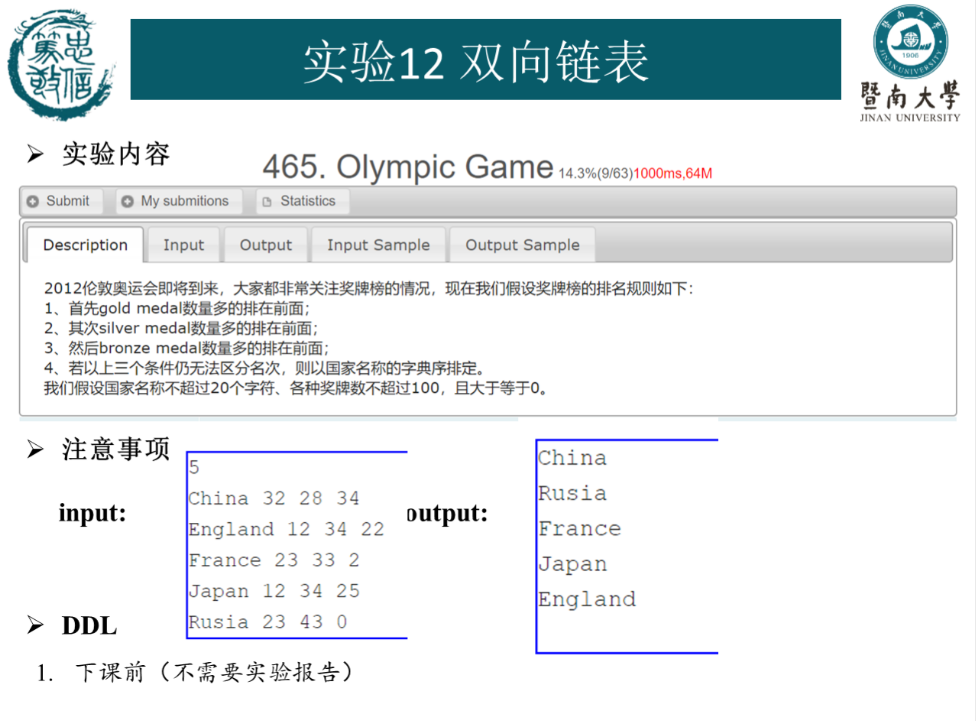 实验12 双向链表
暨南大學
JINAN UNIVERSITY
➢ 实验内容
465. Olympic Game 14.3%(9/63)1000ms,64M
Submit My submitions Statistics
Description Input Output Input Sample Output Sample
2012伦敦奥运会即将到来，大家都非常关注奖牌榜的情况，现在我们假设奖牌榜的排名规则如下：
1、首先gold medal数量多的排在前面；
2、其次silver medal数量多的排在前面；
3、然后bronze medal数量多的排在前面；
4、若以上三个条件仍无法区分名次，则以国家名称的字典序排定。
我们假设国家名称不超过20个字符、各种奖牌数不超过100，且大于等于0。
➢ 注意事项
input:
5
China 32 28 34
England 12 34 22
France 23 33 2
Japan 12 34 25
Rusia 23 43 0
output:
China
Rusia
France
Japan
England
➢ DDL
1. 下课前（不需要实验报告）